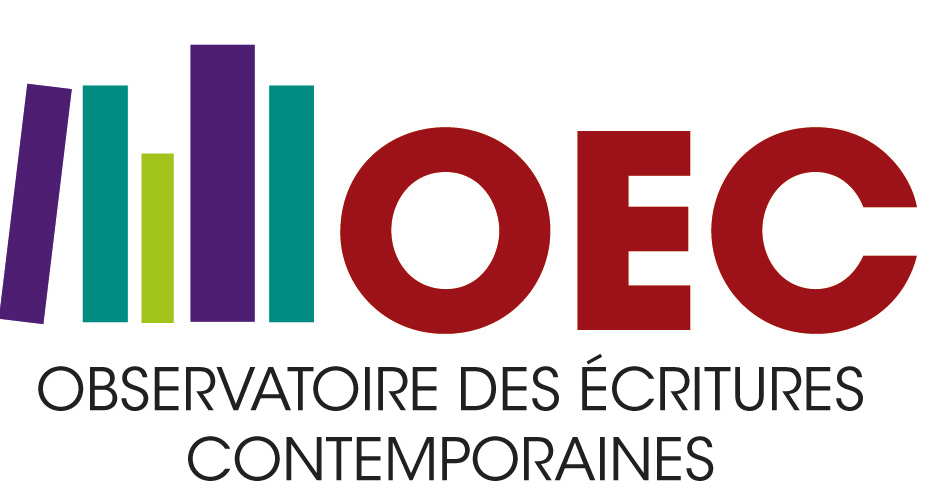 OEC
OBSERVATOIRE DES ÉCRITURES
CONTEMPORAINES